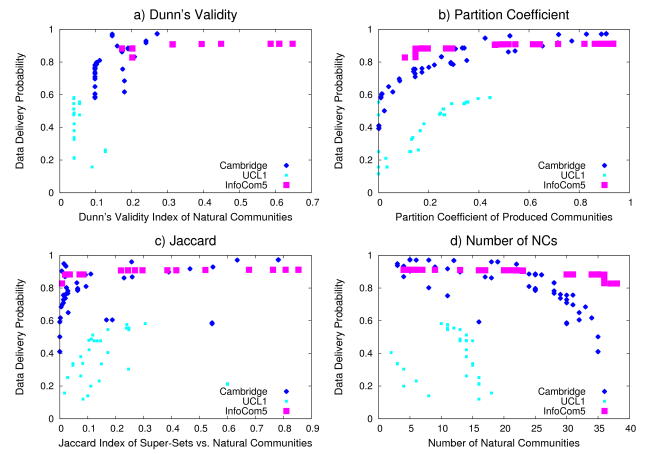 a) Dunn's Validity
Data Delivery Probability
1
0.8
0.6
0.4
0.2
0
0 0.1 0.2 0.3 0.4 0.5 0.6 0.7
Cambridge
UCL1
InfoCom5
Dunn's Validity Index of Natural Communities
b) Partition Coefficient
Data Delivery Probability
1
0.8
0.6
0.4
0.2
0
0 0.2 0.4 0.6 0.8 1
Cambridge
UCL1
InfoCom5
Partition Coefficient of Produced Communities
c) Jaccard
Data Delivery Probability
1
0.8
0.6
0.4
0.2
0
0 0.1 0.2 0.3 0.4 0.5 0.6 0.7 0.8 0.9
Cambridge
UCL1
InfoCom5
Jaccard Index of Super-Sets vs. Natural Communities
d) Number of NCs
Data Delivery Probability
1
0.8
0.6
0.4
0.2
0
5 10 15 20 25 30 35 40
Cambridge
UCL1
InfoCom5
Number of Natural Communities